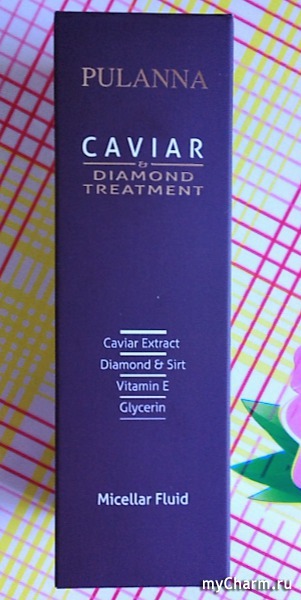 PULANNA
CAVIAR
&
DIAMOND
TREATMENT
Caviar Extract
Diamond & Sirt
Vitamin E
Glycerin
Micellar Fluid
myCharm.ru